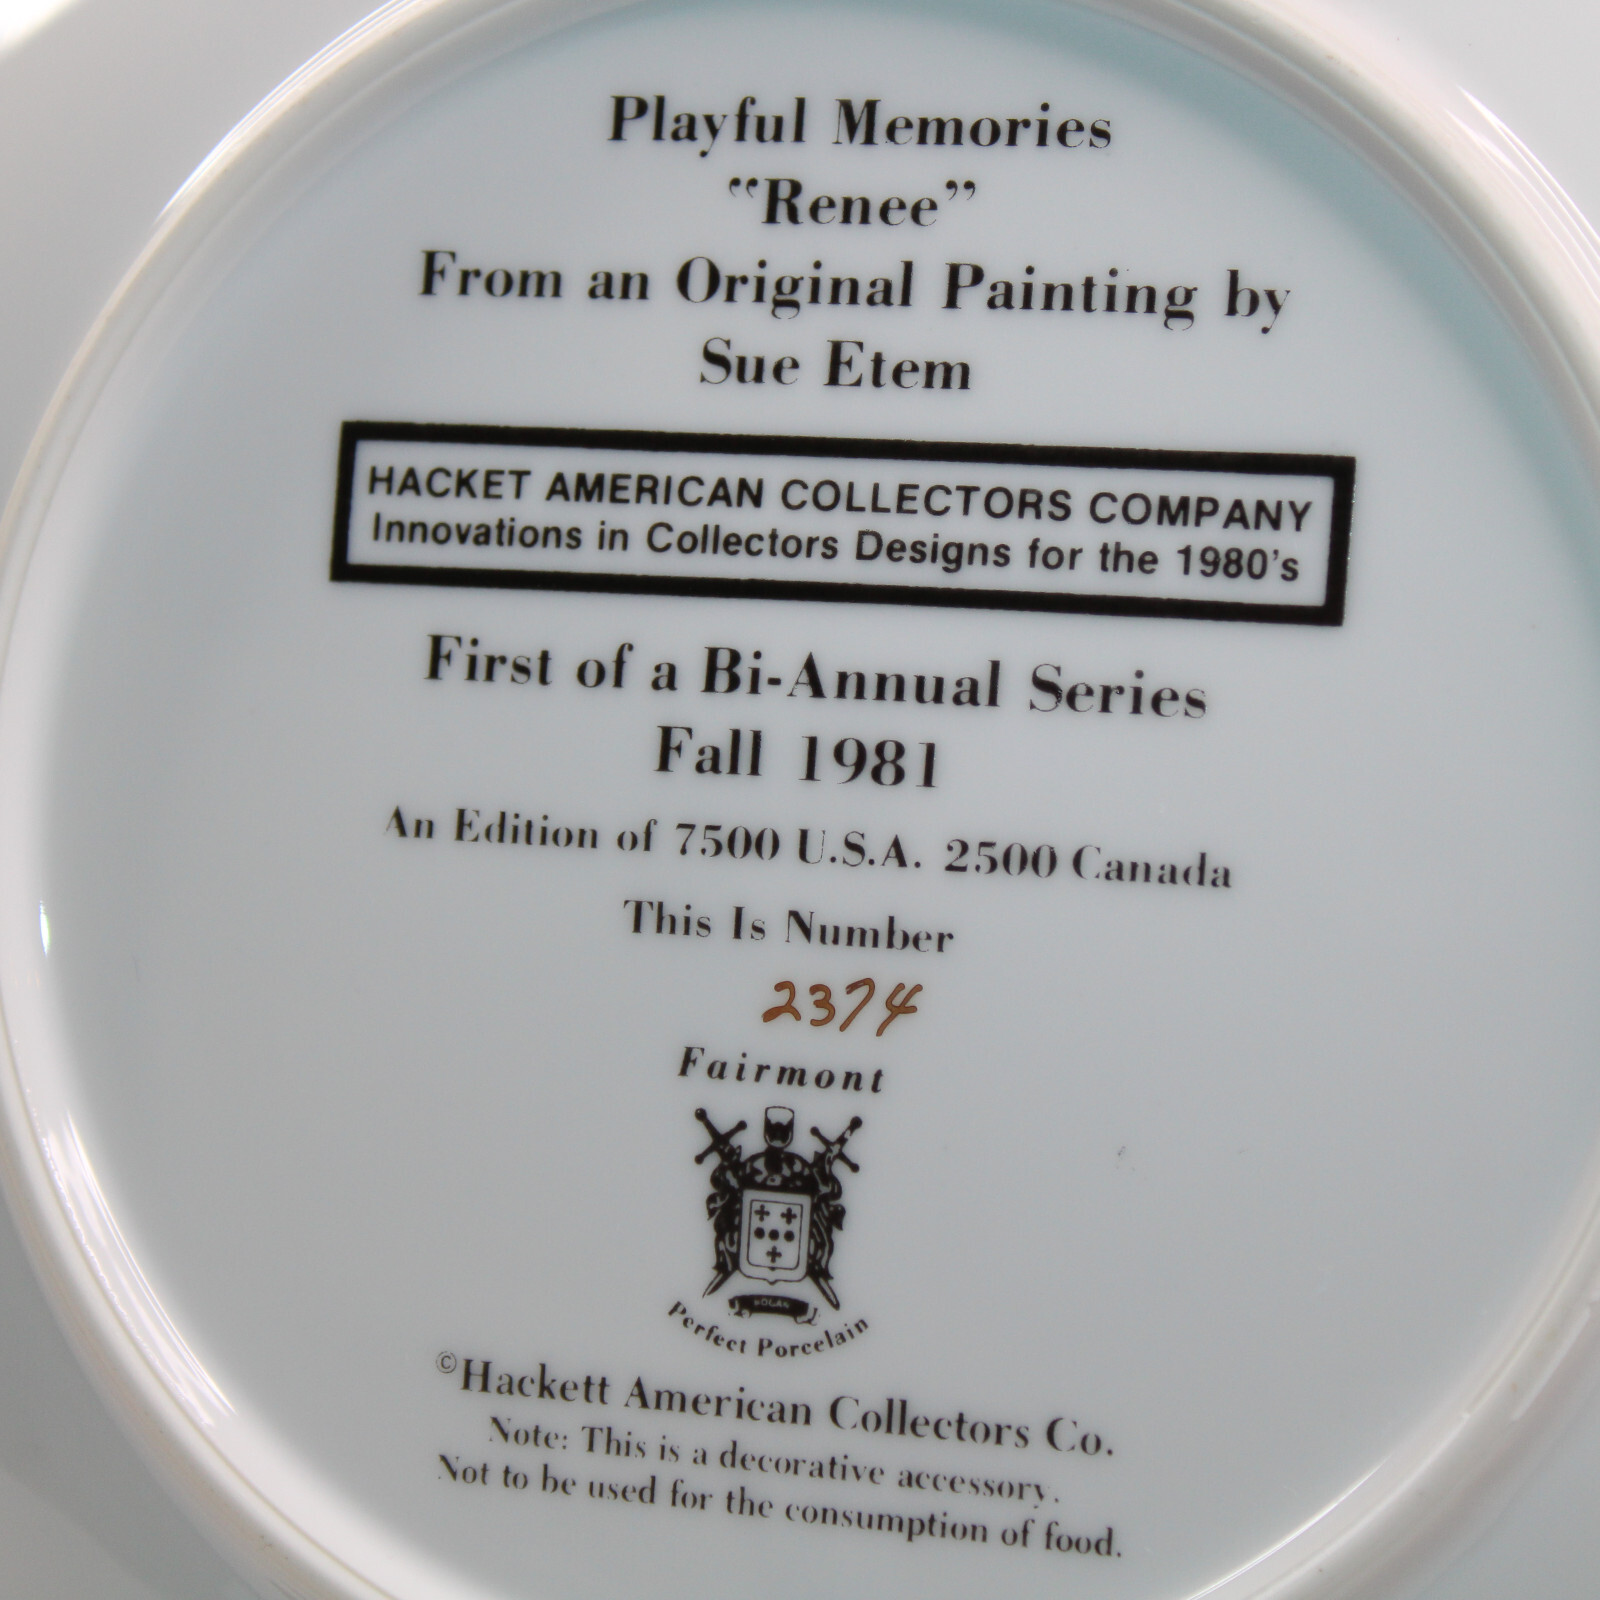 Playful Memories
“Renee”
From an Original Painting by
Sue Etem
HACKET AMERICAN COLLECTORS COMPANY
Innovations in Collectors Designs for the 1980's
First of a Bi-Annual Series
Fall 1981
An Edition of 7500 U.S.A. 2500 Canada
This Is Number
2374
Fairmont
Perfect Porcelain
©Hackett American Collectors Co.
Note: This is a decorative accessory.
Not to be used for the consumption of food.